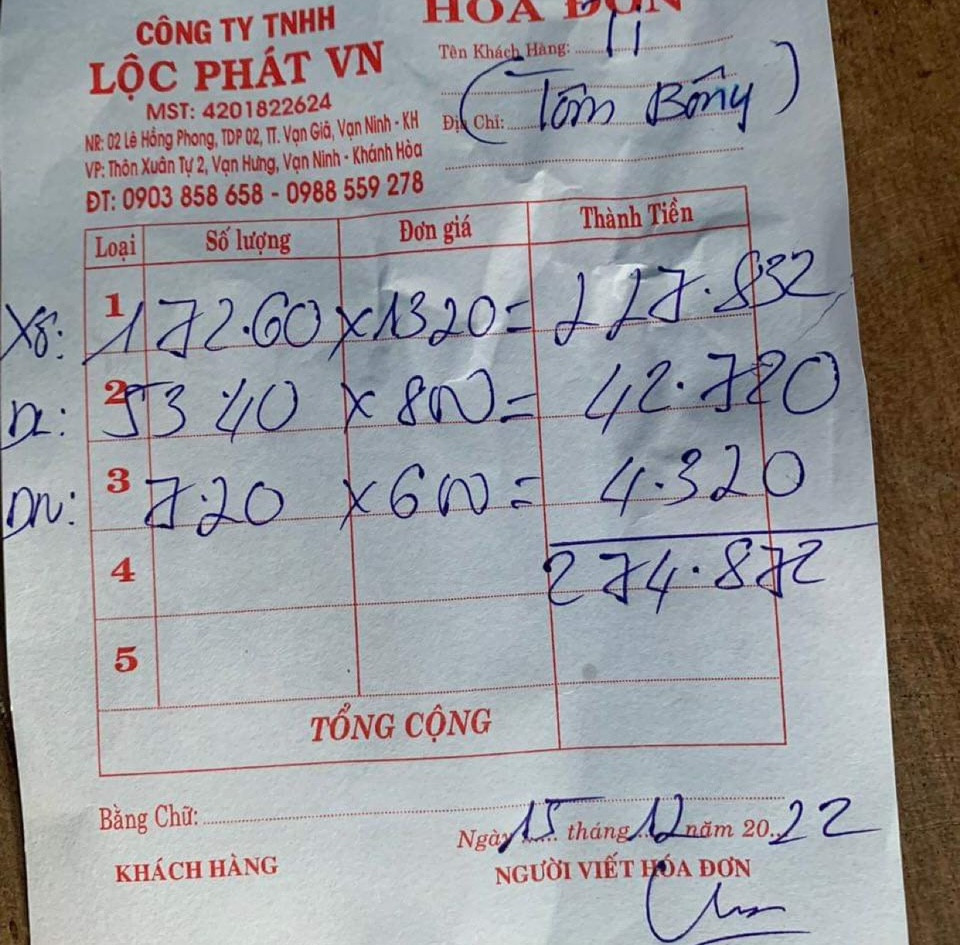 CÔNG TY TNHH
LỘC PHÁT VN
MST: 4201822624
NR: 02 Lê Hồng Phong, TDP 02, TT. Vạn Giã, Vạn Ninh - KH
VP: Thôn Xuân Tự 2, Vạn Hưng, Vạn Ninh - Khánh Hòa
ĐT: 0903 858 658 - 0988 559 278
HÓA ĐƠN
Tên Khách Hàng:
Địa Chỉ: (Tôm Bông)
Loại Số lượng Đơn giá Thành Tiền
1 172.60 x 1320 = 227.832
2 53.40 x 800 = 42.720
DN: 3 7.20 x 600 = 4.320
4 274.872
5
TỔNG CỘNG
Bằng Chữ:
Ngày 15 tháng 12 năm 20..22
KHÁCH HÀNG NGƯỜI VIẾT HÓA ĐƠN